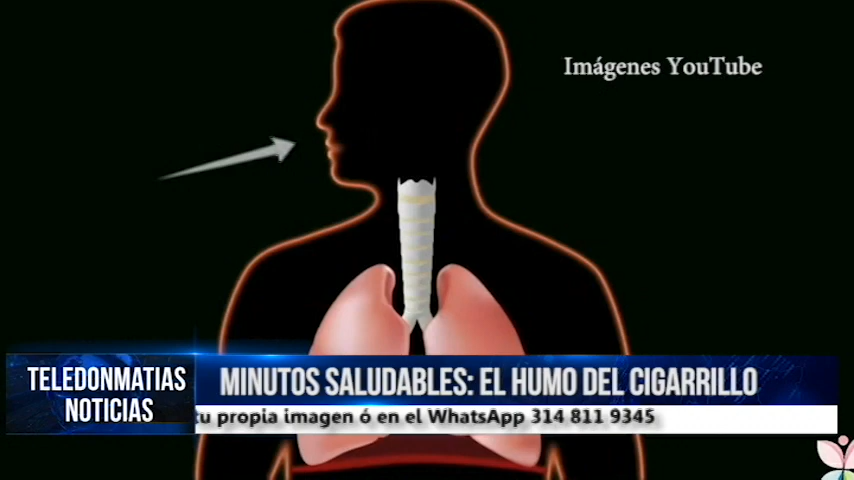 Imágenes YouTube
TELEDONMATIAS
NOTICIAS
MINUTOS SALUDABLES: EL HUMO DEL CIGARRILLO
tu propia imagen ó en el WhatsApp 314 811 9345